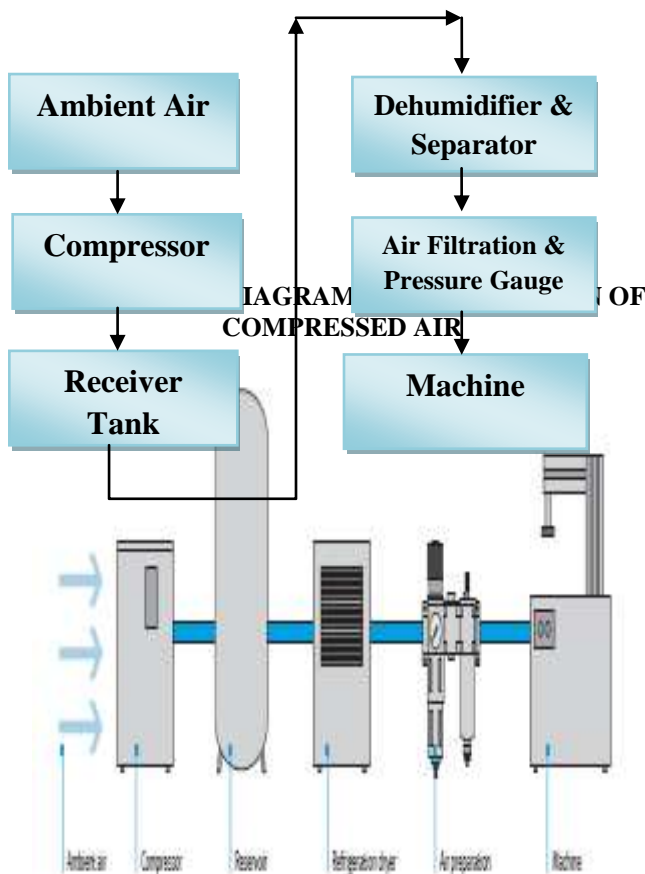 Ambient Air
Compressor
Receiver
Tank
Dehumidifier &
Separator
Air Filtration &
Pressure Gauge
Machine
OF
COMPRESSED AIR
Ambient air
Compressor
Reservoir
Refrigeration dryer
Air preparation
Machine